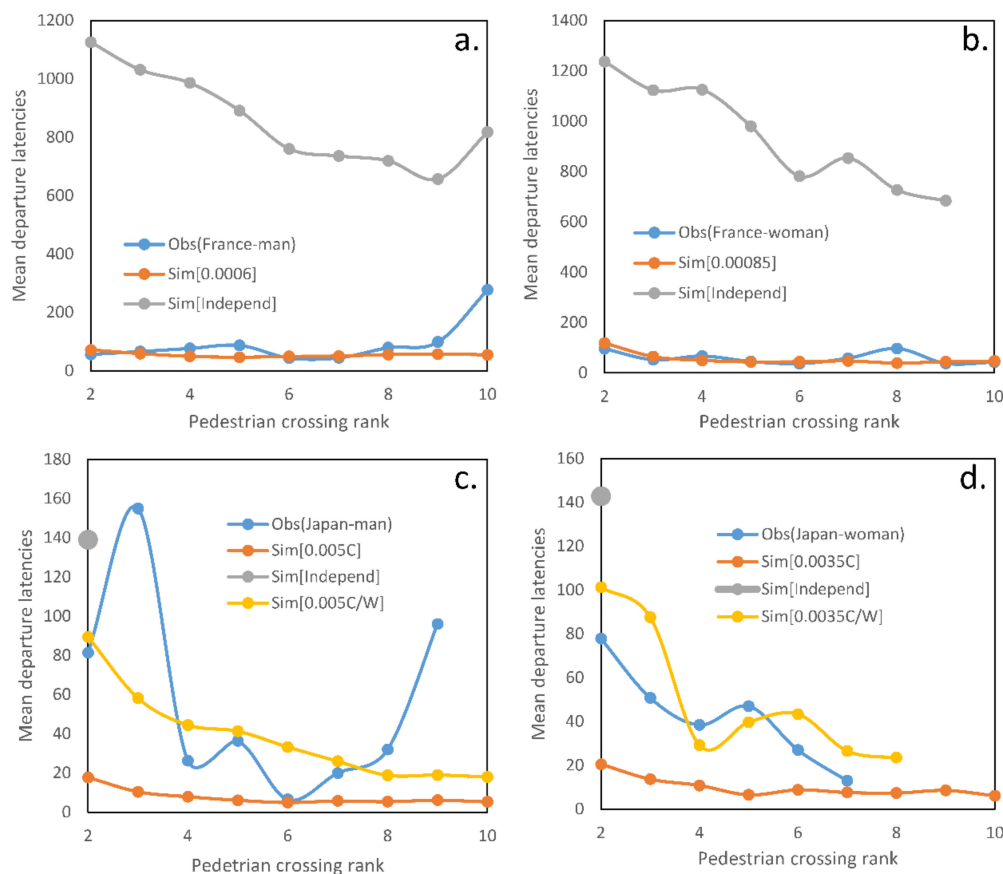 a.
Mean departure latencies
1200
1000
800
600
400
200
0
Obs(France-man)
Sim[0.0006]
Sim[Independ]
2 4 6 8 10
Pedestrian crossing rank
b.
Mean departure latencies
1400
1200
1000
800
600
400
200
0
Obs(France-woman)
Sim[0.00085]
Sim[Independ]
2 4 6 8 10
Pedestrian crossing rank
c.
Mean departure latencies
180
160
140
120
100
80
60
40
20
0
Obs(Japan-man)
Sim[0.005C]
Sim[Independ]
Sim[0.005C/W]
2 4 6 8 10
Pedetrian crossing rank
d.
Mean departure latencies
160
140
120
100
80
60
40
20
0
Obs(Japan-woman)
Sim[0.0035C]
Sim[Independ]
Sim[0.0035C/W]
2 4 6 8 10
Pedestrian crossing rank